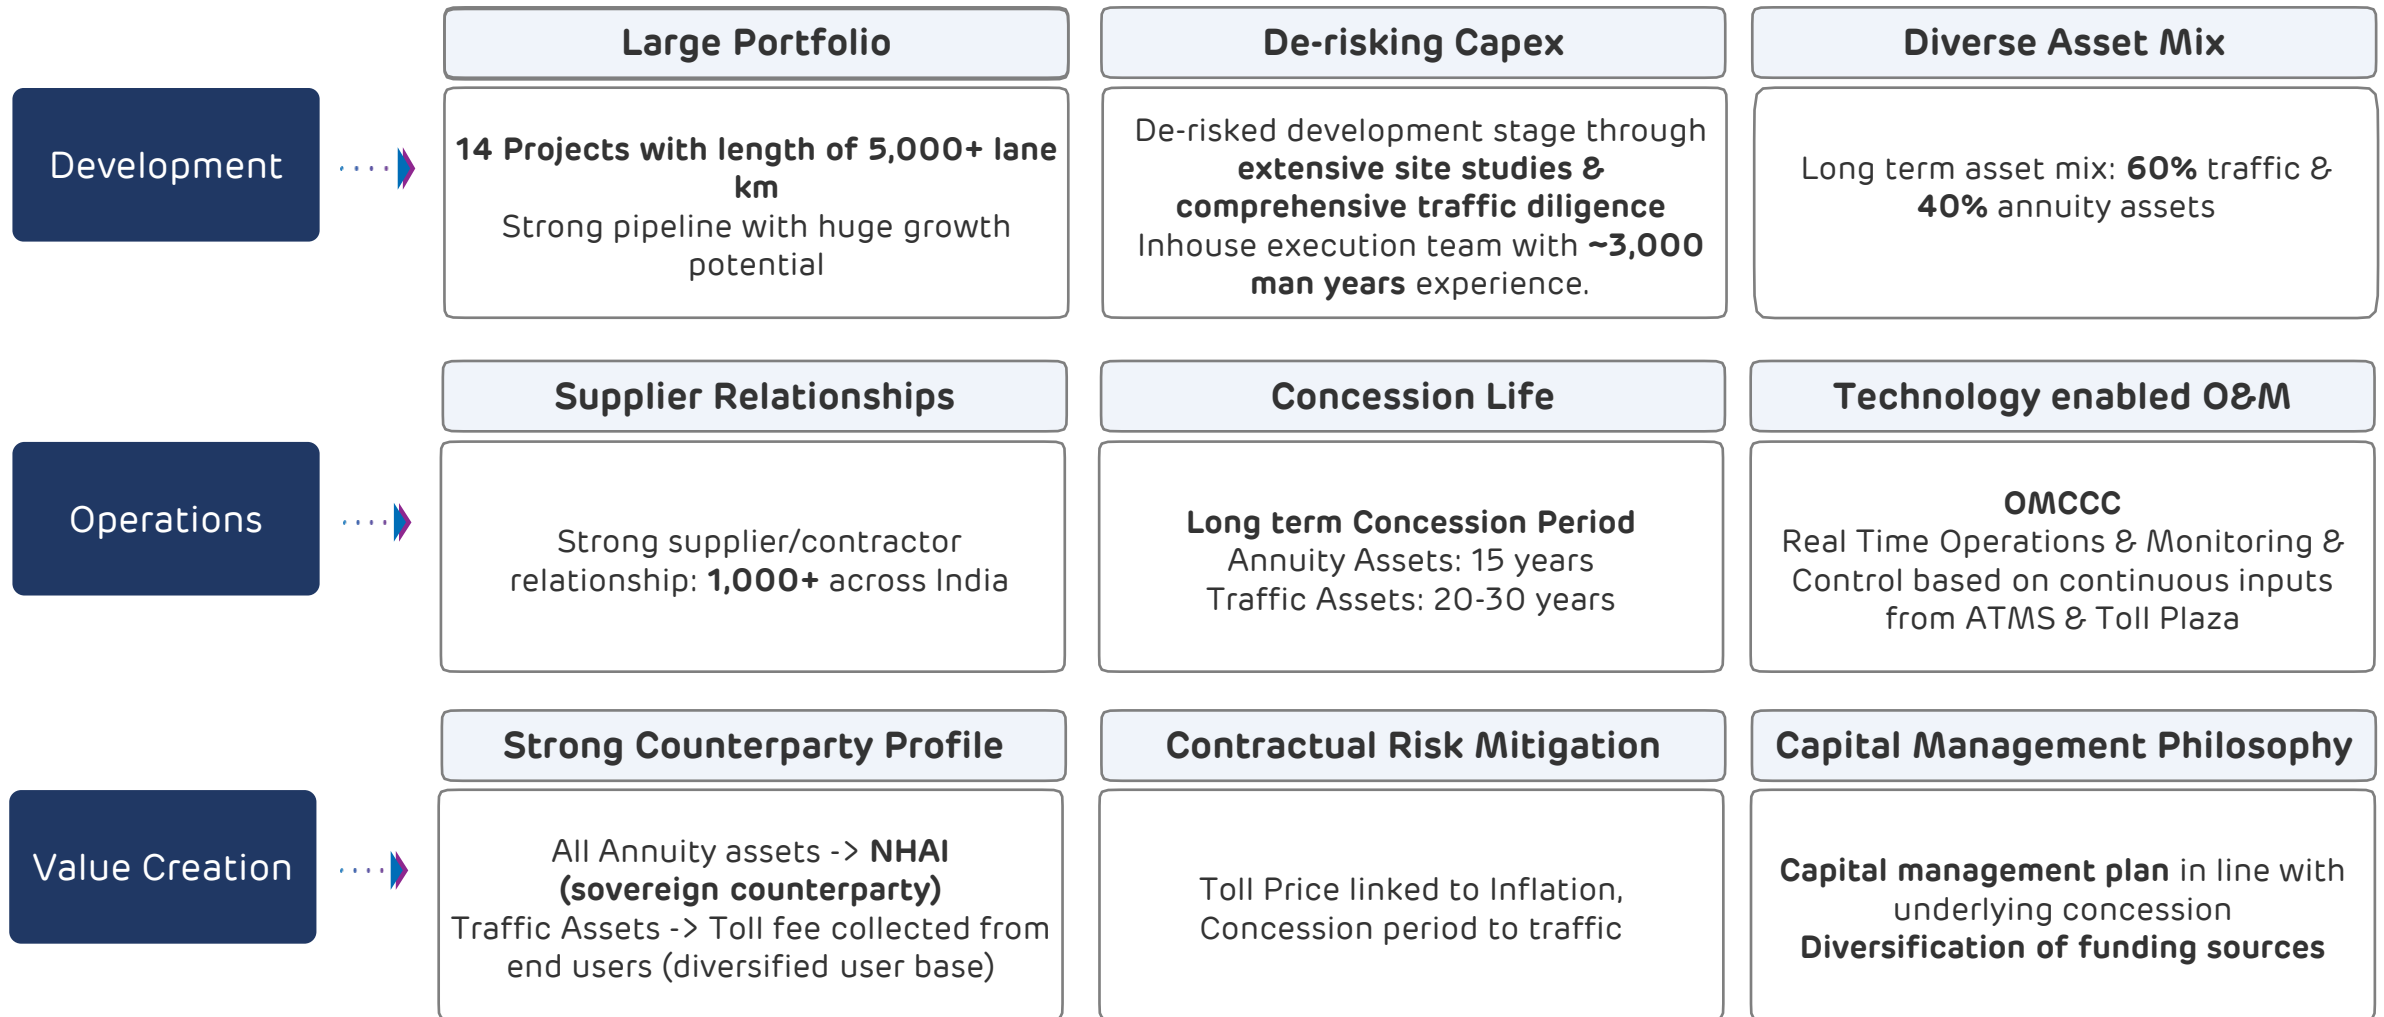 Large Portfolio
De-risking Capex
Diverse Asset Mix
Development
14 Projects with length of 5,000+ lane
km
Strong pipeline with huge growth
potential
De-risked development stage through
extensive site studies &
comprehensive traffic diligence
Inhouse execution team with ~3,000
man years experience.
Long term asset mix: 60% traffic &
40% annuity assets
Supplier Relationships
Concession Life
Technology enabled O&M
Operations
Strong supplier/contractor
relationship: 1,000+ across India
Long term Concession Period
Annuity Assets: 15 years
Traffic Assets: 20-30 years
OMCCC
Real Time Operations & Monitoring &
Control based on continuous inputs
from ATMS & Toll Plaza
Strong Counterparty Profile
Contractual Risk Mitigation
Capital Management Philosophy
Value Creation
All Annuity assets -> NHAI
(sovereign counterparty)
Traffic Assets -> Toll fee collected from
end users (diversified user base)
Toll Price linked to Inflation,
Concession period to traffic
Capital management plan in line with
underlying concession
Diversification of funding sources